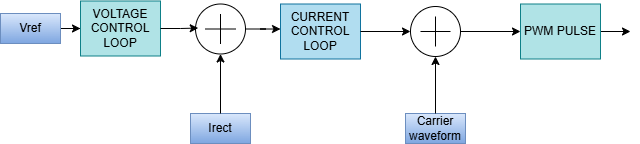 Vref
VOLTAGE
CONTROL
LOOP
CURRENT
CONTROL
LOOP
PWM PULSE
Irect
Carrier
waveform